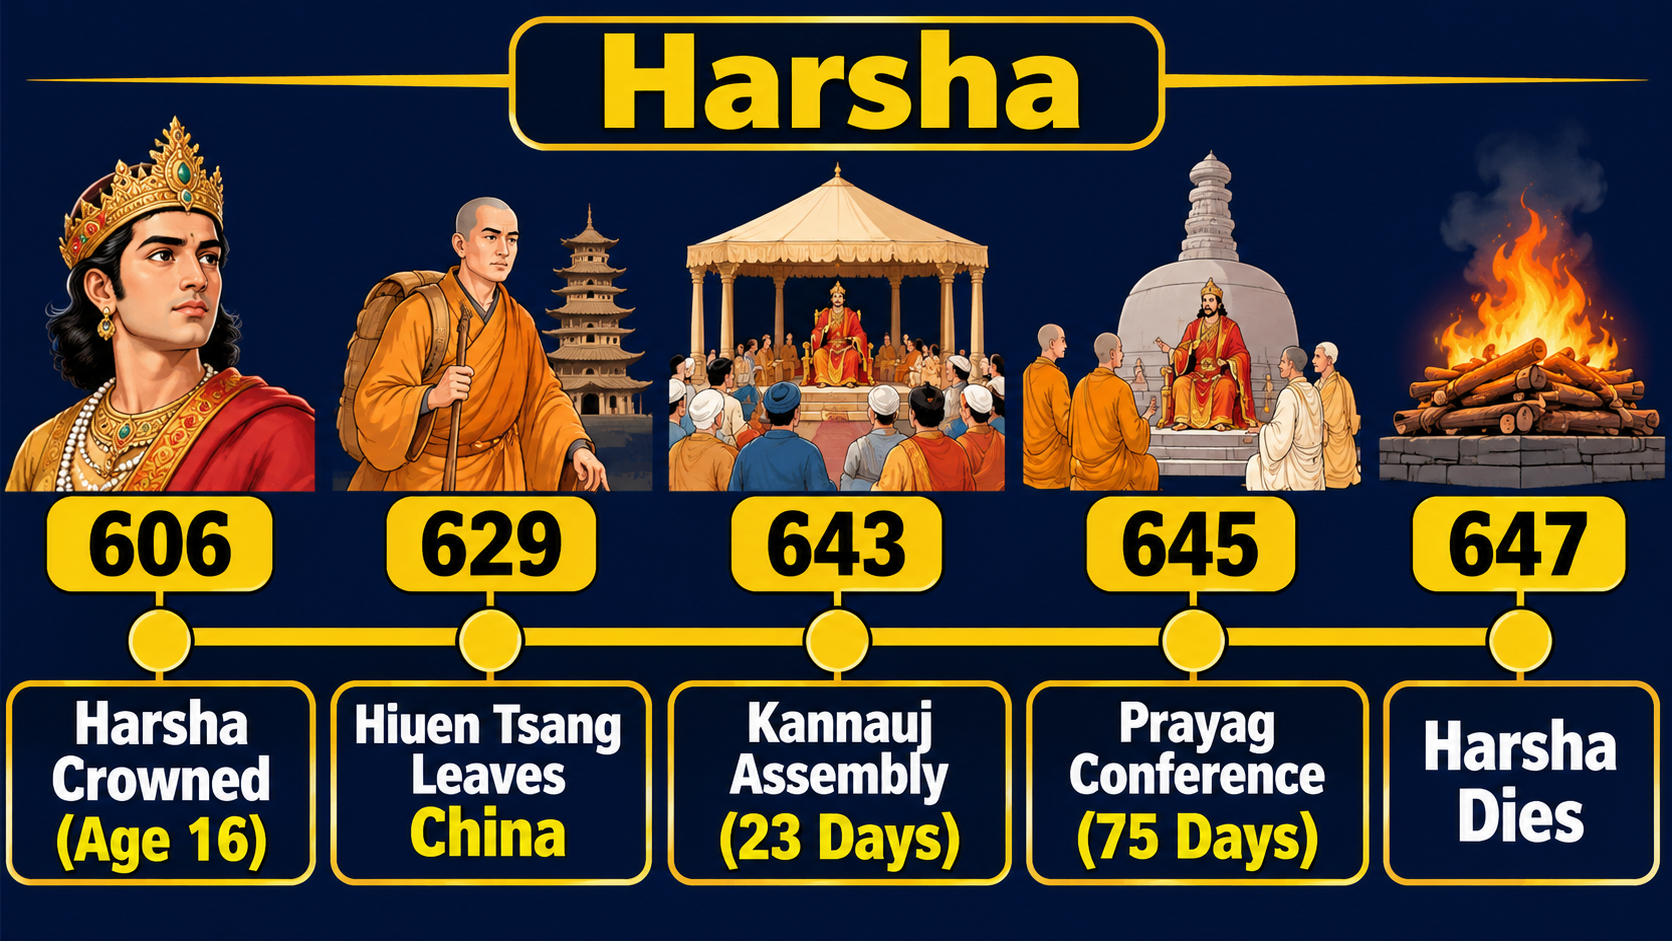 Harsha
606
629
643
645
647
Harsha
Crowned
(Age 16)
Hiuen Tsang
Leaves
China
Kannauj
Assembly
(23 Days)
Prayag
Conference
(75 Days)
Harsha
Dies